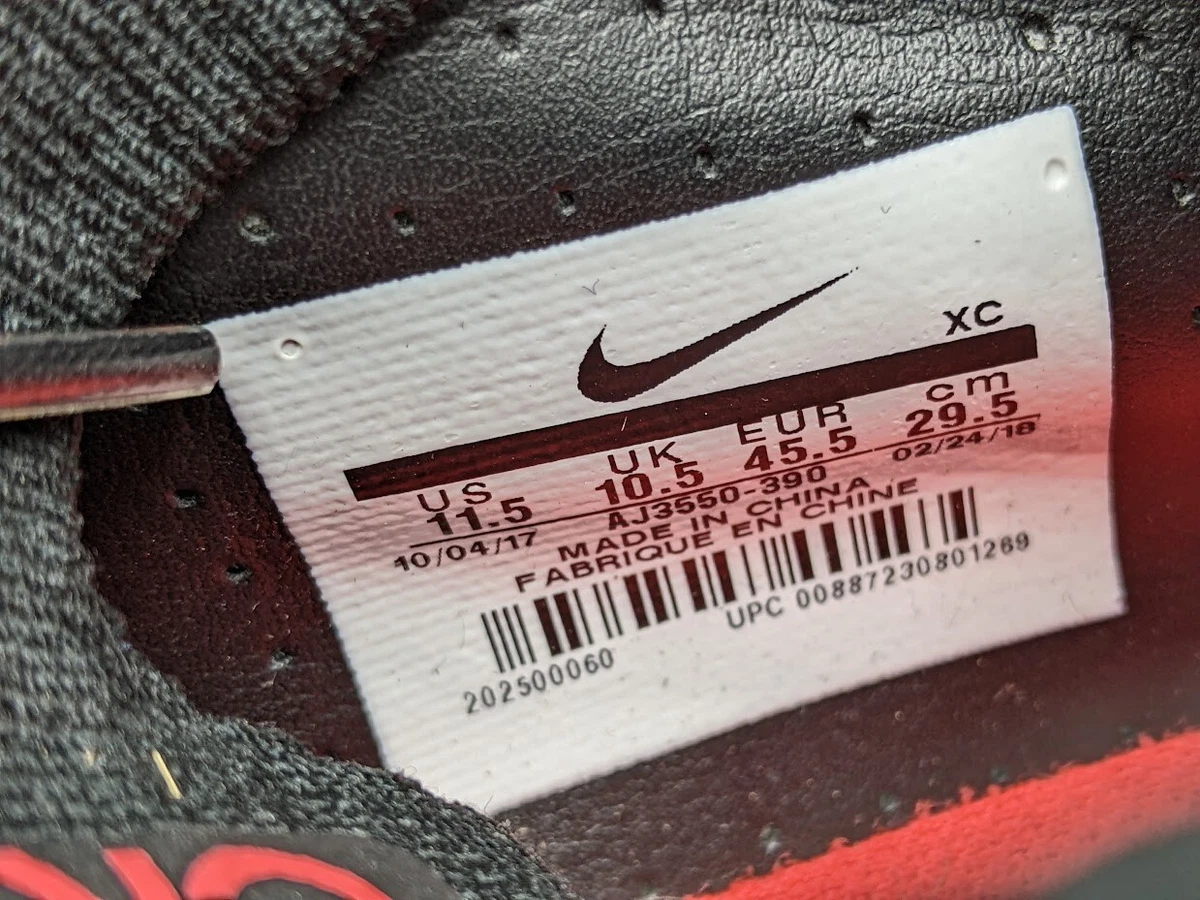 XC
US UK EUR cm
11.5 10.5 45.5 29.5
10/04/17 AJ3550-390 02/24/18
MADE IN CHINA
FABRIQUE EN CHINE
UPC 00887230801269
202500060